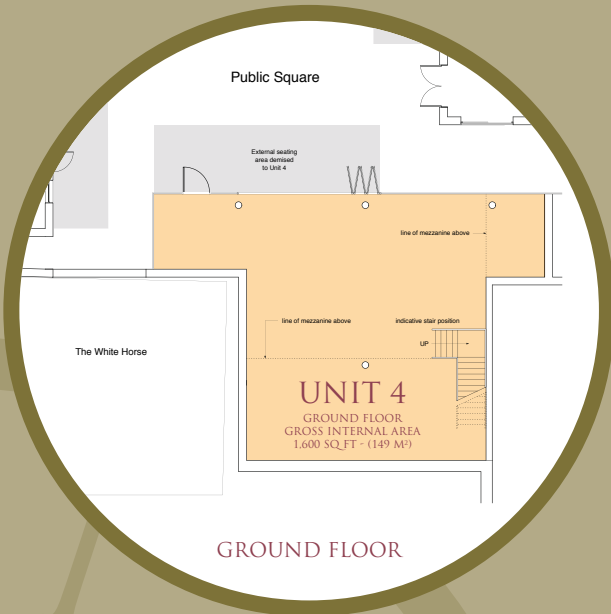 Public Square
External seating
area demised
to Unit 4
line of mezzanine above
line of mezzanine above
indicative stair position
UP
The White Horse
UNIT 4
GROUND FLOOR
GROSS INTERNAL AREA
1,600 SQ FT - (149 M²)
GROUND FLOOR